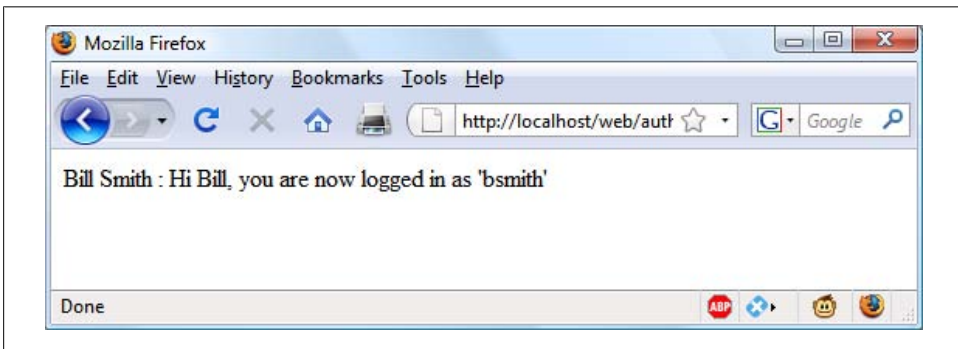 Mozilla Firefox
File Edit View History Bookmarks Tools Help
http://localhost/web/auth
G Google
Bill Smith : Hi Bill, you are now logged in as 'bsmith'
Done
ABP